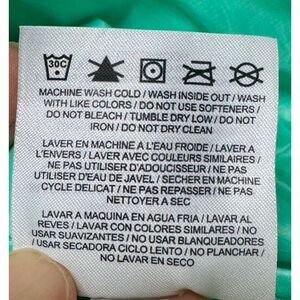 30C
MACHINE WASH COLD / WASH INSIDE OUT / WASH
WITH LIKE COLORS / DO NOT USE SOFTENERS /
DO NOT BLEACH / TUMBLE DRY LOW / DO NOT
IRON / DO NOT DRY CLEAN
LAVER EN MACHINE A L'EAU FROIDE / LAVER A
L'ENVERS / LAVER AVEC COULEURS SIMILAIRES /
NE PAS UTILISER D'ADOUCISSEUR / NE PAS
UTILISER D'EAU DE JAVEL / SECHER EN MACHINE
CYCLE DELICAT / NE PAS REPASSER / NE PAS
NETTOYER A SEC
LAVAR A MAQUINA EN AGUA FRIA / LAVAR AL
REVES / LAVAR CON COLORES SIMILARES / NO
USAR SUAVIZANTES / NO USAR BLANQUEADORES
/ USAR SECADORA CICLO LENTO / NO PLANCHAR /
NO LAVAR EN SECO